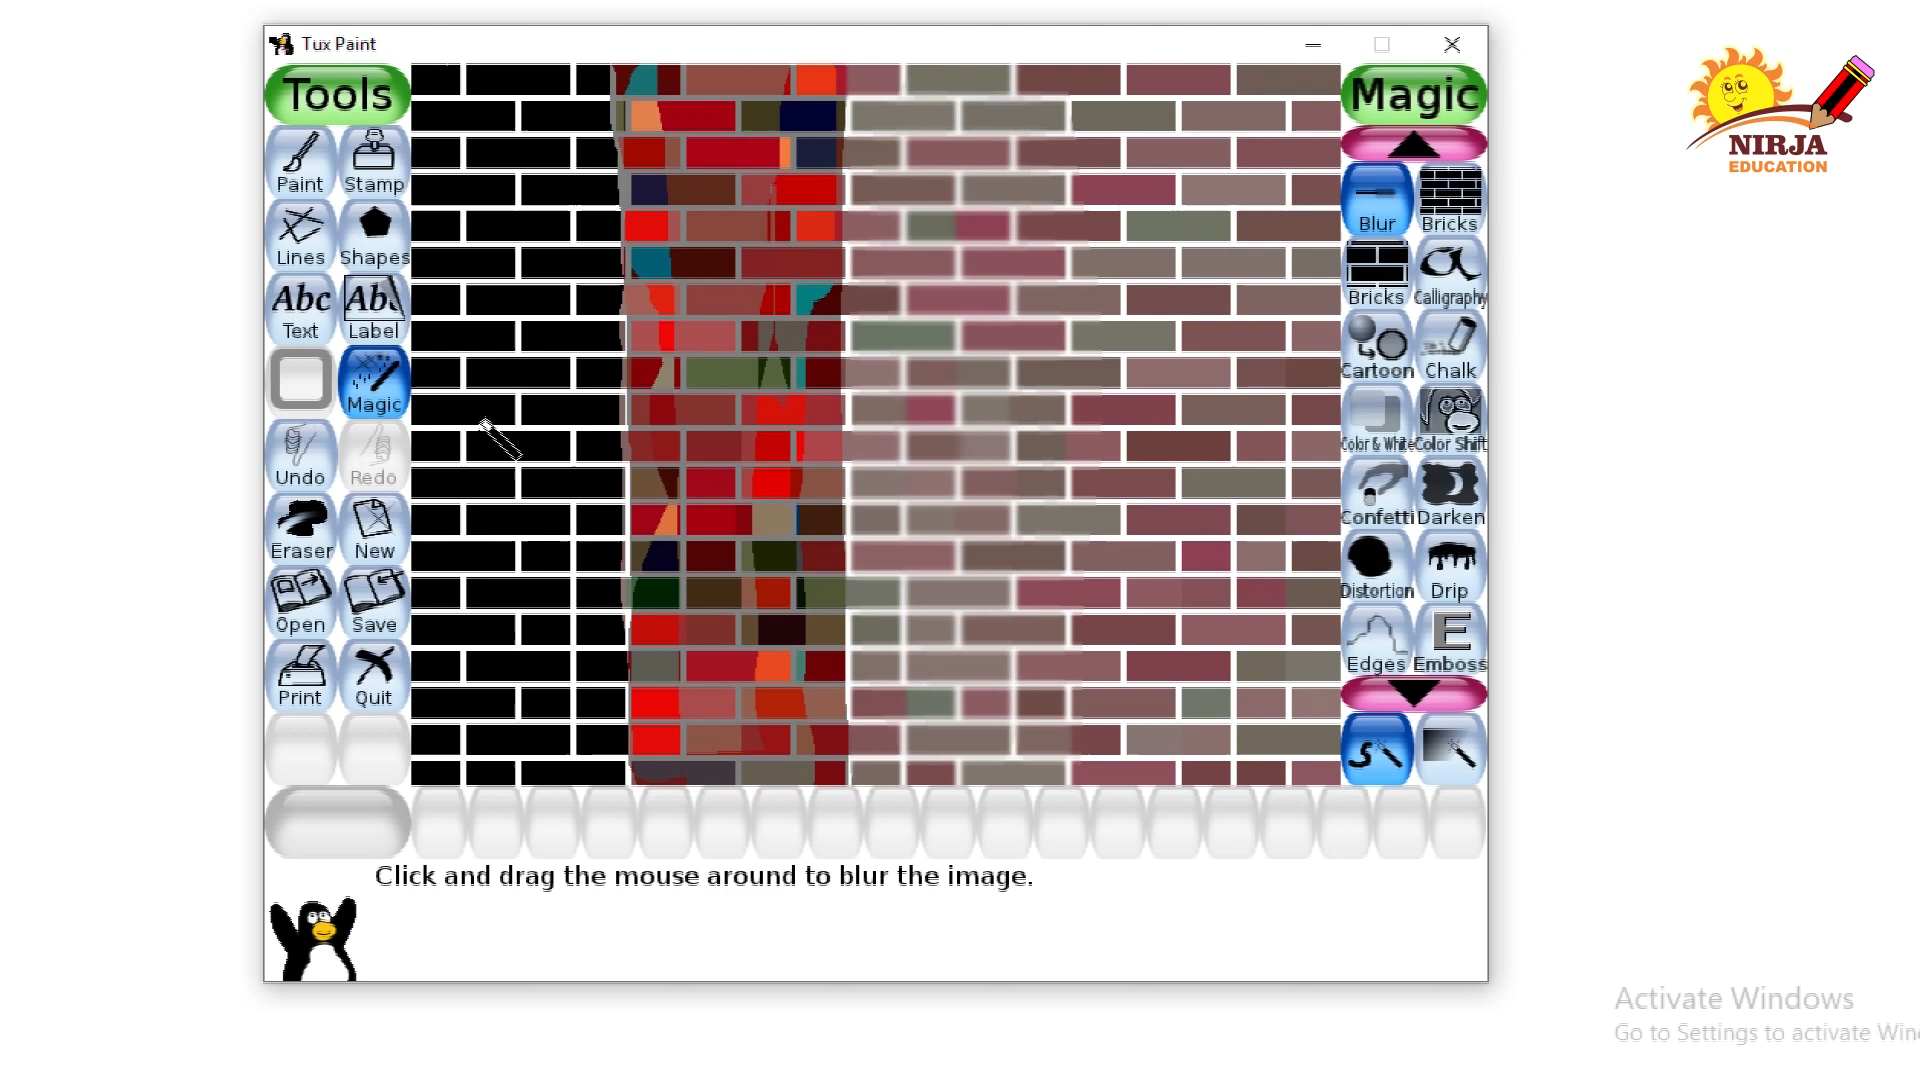 Tux Paint
Tools
Magic
Paint Stamp
Lines Shapes
Abc Abc
Text Label
Magic
Undo Redo
Eraser New
Open Save
Print Quit
Blur Bricks
Bricks Calligraphy
Cartoon Chalk
Color & White Color Shift
Confetti Darken
Distortion Drip
E
Edges Emboss
Click and drag the mouse around to blur the image.
NIRJA
EDUCATION
Activate Windows
Go to Settings to activate Win